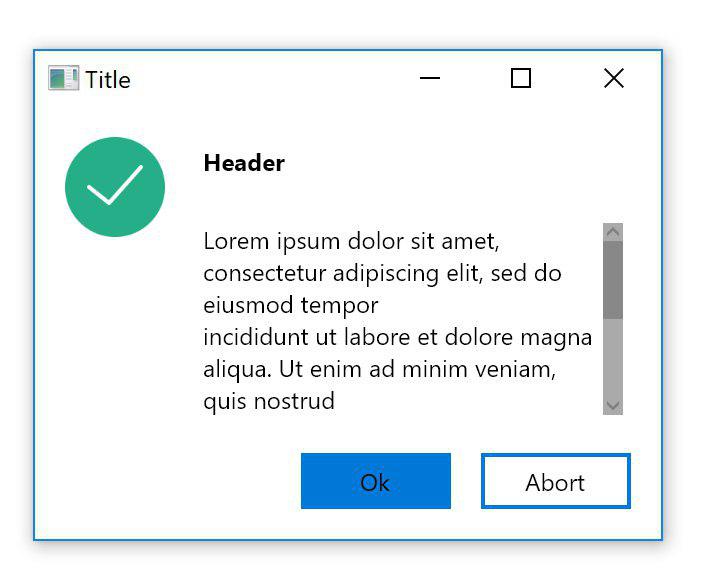 Title
Header
Lorem ipsum dolor sit amet,
consectetur adipiscing elit, sed do
eiusmod tempor
incididunt ut labore et dolore magna
aliqua. Ut enim ad minim veniam,
quis nostrud
Ok
Abort